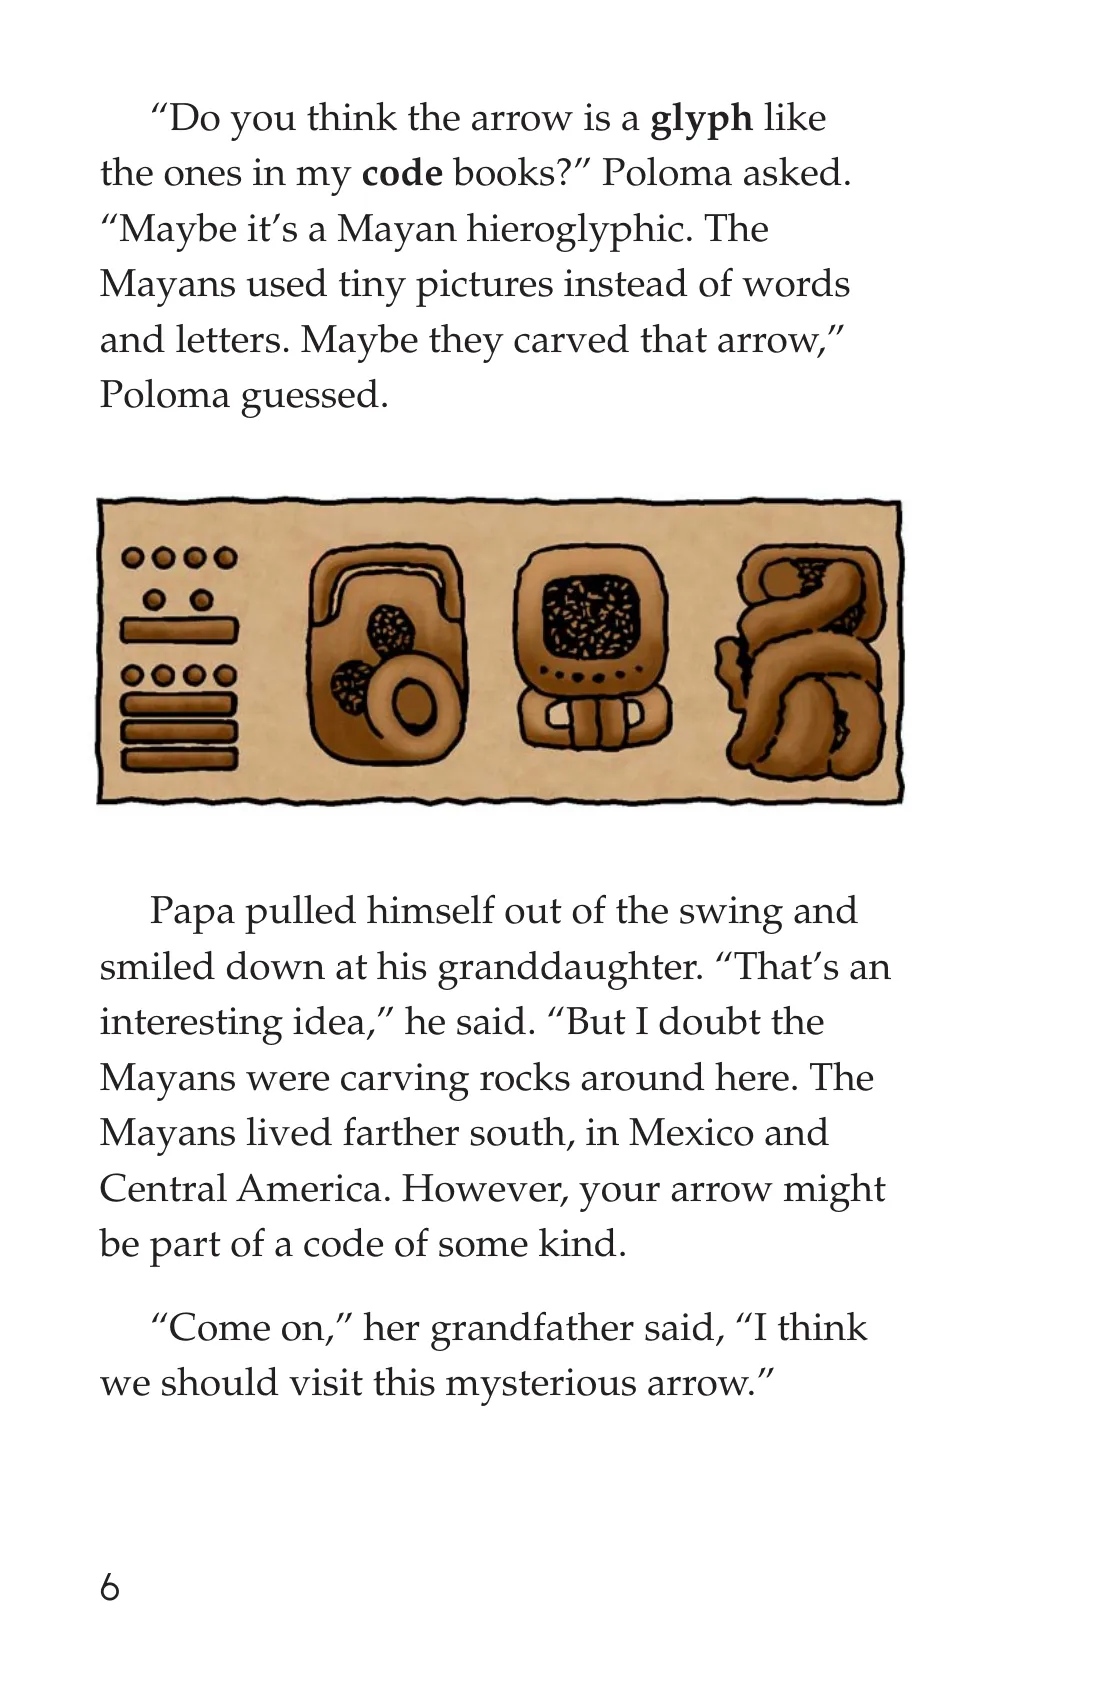 “Do you think the arrow is a glyph like
the ones in my code books?” Poloma asked.
“Maybe it’s a Mayan hieroglyphic. The
Mayans used tiny pictures instead of words
and letters. Maybe they carved that arrow,”
Poloma guessed.
Papa pulled himself out of the swing and
smiled down at his granddaughter. “That’s an
interesting idea,” he said. “But I doubt the
Mayans were carving rocks around here. The
Mayans lived farther south, in Mexico and
Central America. However, your arrow might
be part of a code of some kind.
“Come on,” her grandfather said, “I think
we should visit this mysterious arrow.”
6